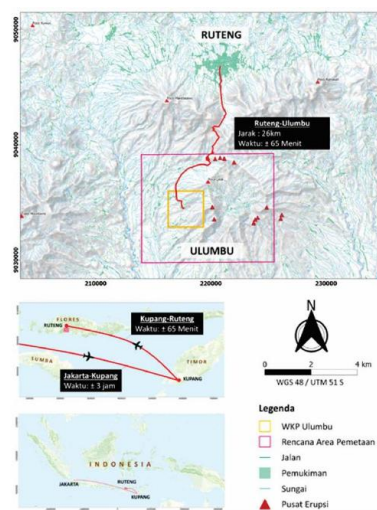 RUTENG
Ruteng-Ulumbu
Jarak : 26km
Waktu: ± 65 Menit
ULUMBU
9050000
9040000
9030000
210000
220000
230000
FLORES
RUTENG
Kupang-Ruteng
Waktu: ± 65 Menit
SUMBA
TIMOR
Jakarta-Kupang
Waktu: ± 3 jam
KUPANG
INDONESIA
JAKARTA
RUTENG
KUPANG
N
0 2 4 km
WGS 48 / UTM 51 S
Legenda
WKP Ulumbu
Rencana Area Pemetaan
Jalan
Pemukiman
Sungai
Pusat Erupsi